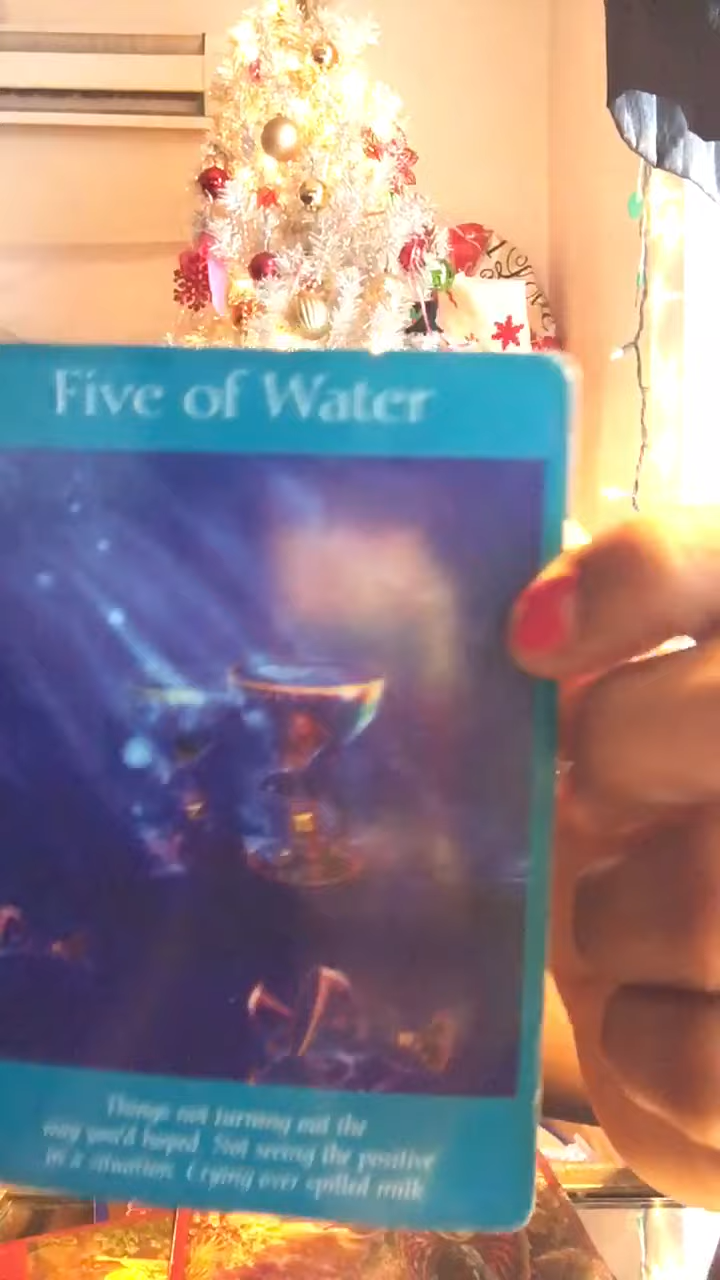 I Love
Five of Water
Things not turning out the
way you'd hoped. Not seeing the positive
in a situation. Crying over spilled milk